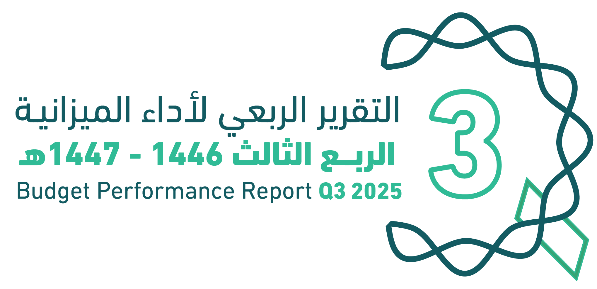 التقرير الربعي لأداء الميزانية
الربع الثالث 1446 - 1447هـ
Budget Performance Report Q3 2025
3